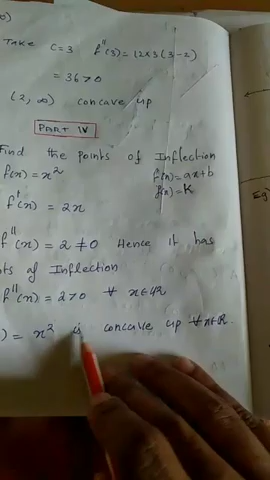 Take C=3 f''(3) = 12×3(3-2)
= 36 > 0
(2, ∞) concave up
PART IV
Find the points of Inflection
f(x) = x² f(x) = ax+b
f(x) = K
f'(x) = 2x
f''(x) = 2 ≠ 0 Hence it has
of Inflection
f''(x) = 2 > 0 ∀ x∈R
) = x² is concave up ∀ x∈R.